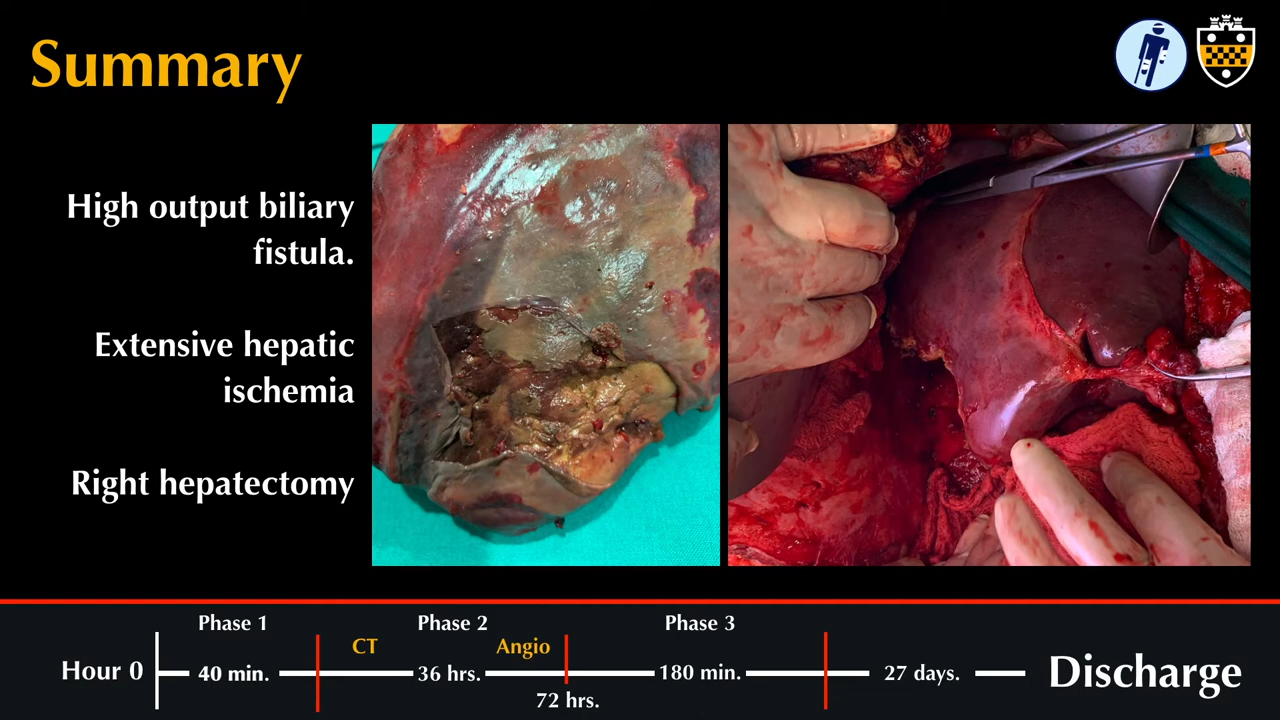 Summary
High output biliary
fistula.
Extensive hepatic
ischemia
Right hepatectomy
Phase 1
Phase 2
Phase 3
CT
Angio
Hour 0
40 min.
36 hrs.
180 min.
27 days.
Discharge
72 hrs.